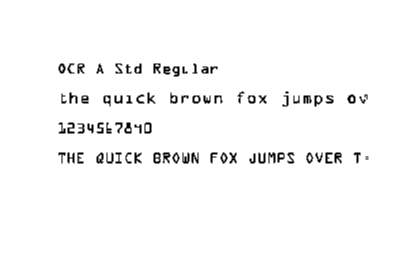 OCR A Std Regular
the quick brown fox jumps ov
1234567890
THE QUICK BROWN FOX JUMPS OVER T